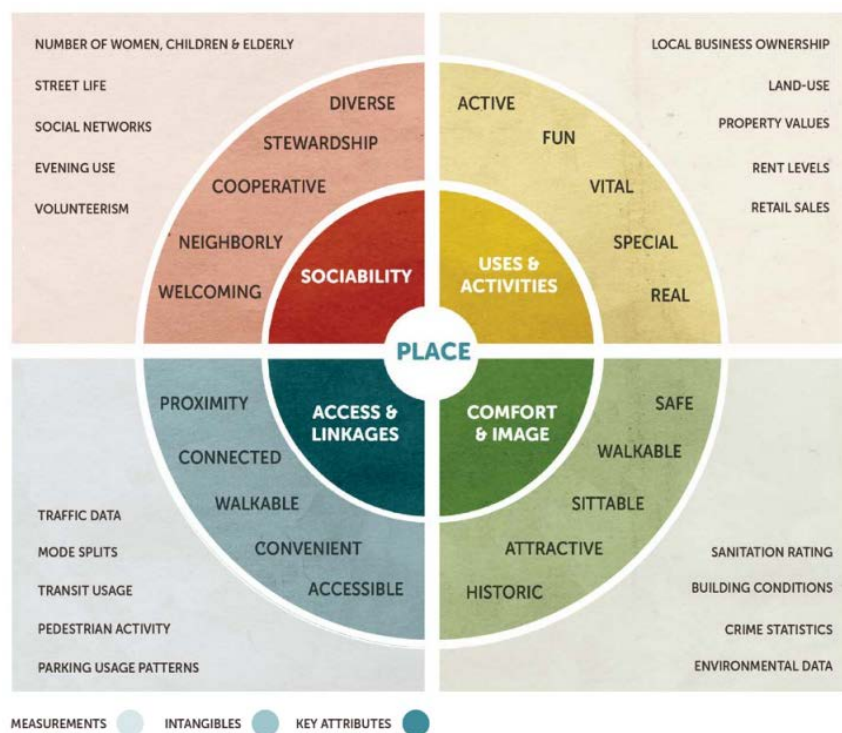 NUMBER OF WOMEN, CHILDREN & ELDERLY
STREET LIFE
SOCIAL NETWORKS
EVENING USE
VOLUNTEERISM
DIVERSE
STEWARDSHIP
COOPERATIVE
NEIGHBORLY
WELCOMING
SOCIABILITY
LOCAL BUSINESS OWNERSHIP
LAND-USE
PROPERTY VALUES
RENT LEVELS
RETAIL SALES
ACTIVE
FUN
VITAL
SPECIAL
REAL
USES &
ACTIVITIES
PLACE
PROXIMITY
CONNECTED
WALKABLE
CONVENIENT
ACCESSIBLE
ACCESS &
LINKAGES
TRAFFIC DATA
MODE SPLITS
TRANSIT USAGE
PEDESTRIAN ACTIVITY
PARKING USAGE PATTERNS
COMFORT
& IMAGE
SAFE
WALKABLE
SITTABLE
ATTRACTIVE
HISTORIC
SANITATION RATING
BUILDING CONDITIONS
CRIME STATISTICS
ENVIRONMENTAL DATA
MEASUREMENTS
INTANGIBLES
KEY ATTRIBUTES